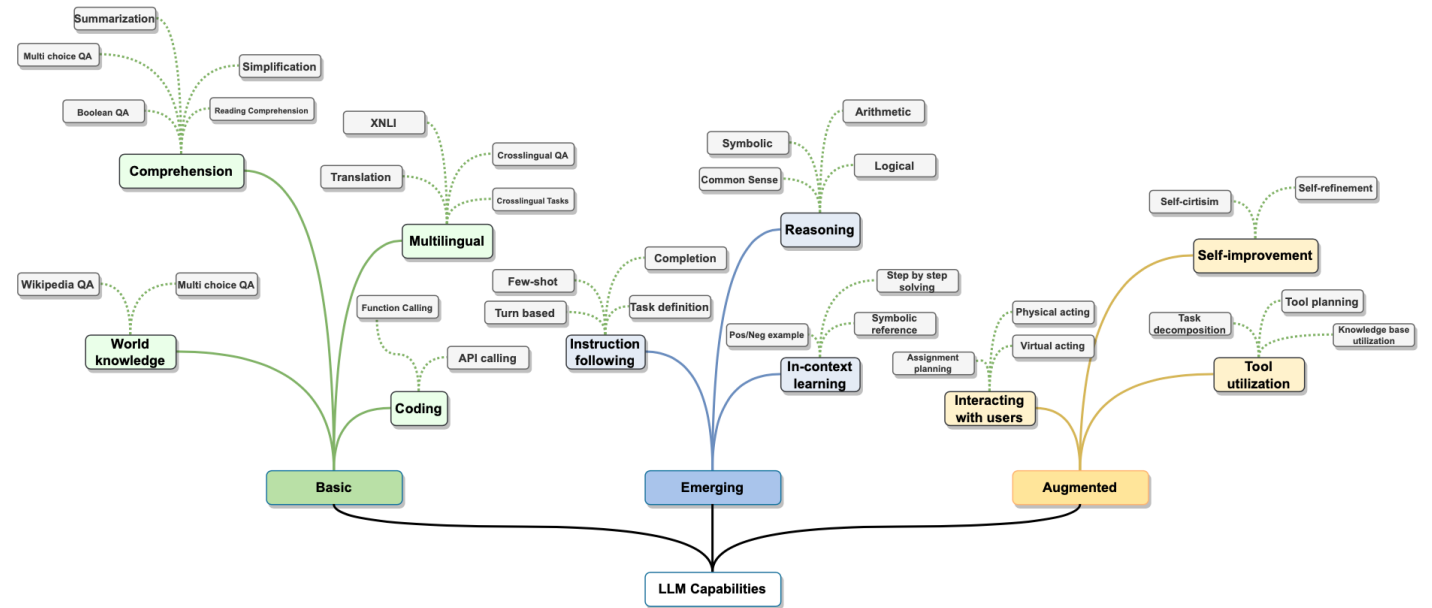 Summarization
Multi choice QA
Simplification
Boolean QA
Reading Comprehension
Comprehension
XNLI
Crosslingual QA
Translation
Crosslingual Tasks
Multilingual
Wikipedia QA
Multi choice QA
World
knowledge
Function Calling
API calling
Coding
Basic
Arithmetic
Symbolic
Logical
Common Sense
Reasoning
Completion
Few-shot
Task definition
Turn based
Instruction
following
Step by step
solving
Symbolic
reference
Pos/Neg example
In-context
learning
Emerging
Self-refinement
Self-cirtisim
Self-improvement
Tool planning
Task
decomposition
Knowledge base
utilization
Tool
utilization
Physical acting
Virtual acting
Assignment
planning
Interacting
with users
Augmented
LLM Capabilities